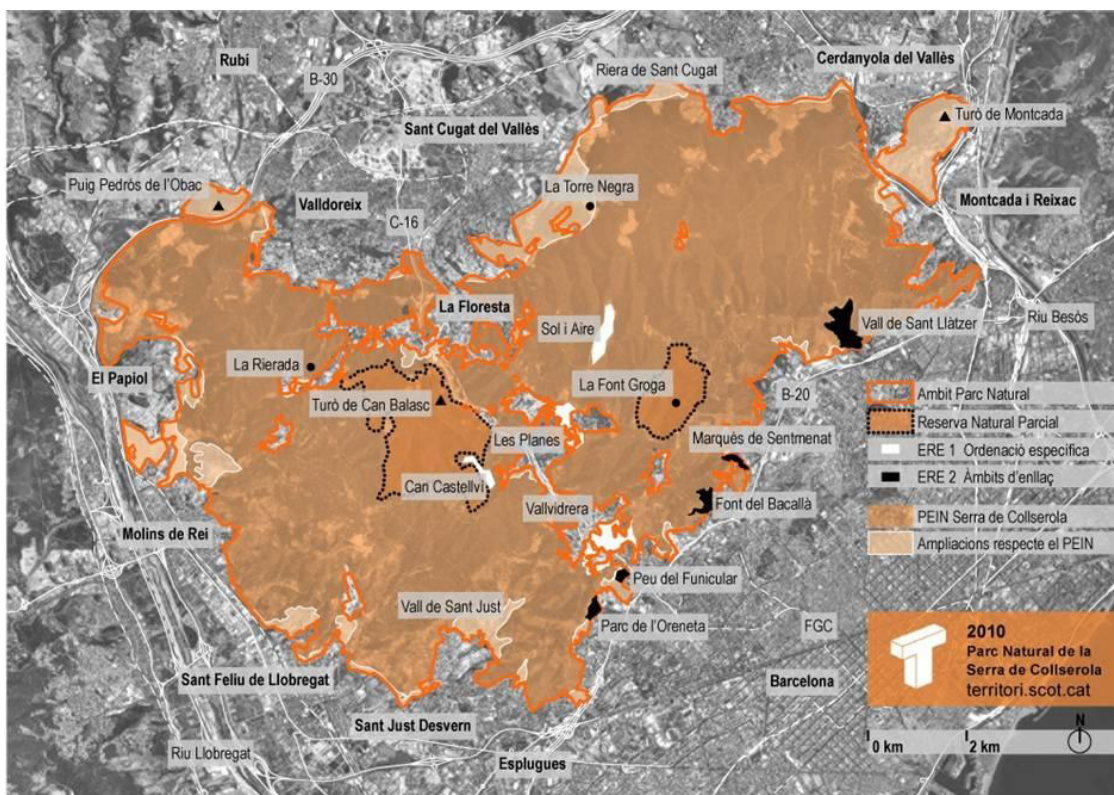 Rubí
B-30
Riera de Sant Cugat
Cerdanyola del Vallès
Turó de Montcada
Sant Cugat del Vallès
Puig Pedròs de l'Obac
Valldoreix
La Torre Negra
C-16
Montcada i Reixac
La Floresta
Sol i Aire
Vall de Sant Llàtzer
Riu Besòs
La Rierada
El Papiol
Turó de Can Balasc
La Font Groga
B-20
Les Planes
Marquès de Sentmenat
Can Castellví
Vallvidrera
Font del Bacallà
Molins de Rei
Peu del Funicular
Vall de Sant Just
Parc de l'Oreneta
FGC
Sant Feliu de Llobregat
Barcelona
Sant Just Desvern
Riu Llobregat
Esplugues
Àmbit Parc Natural
Reserva Natural Parcial
ERE 1 Ordenació específica
ERE 2 Àmbits d'enllaç
PEIN Serra de Collserola
Ampliacions respecte el PEIN
2010
Parc Natural de la
Serra de Collserola
territori.scot.cat
N
0 km 2 km